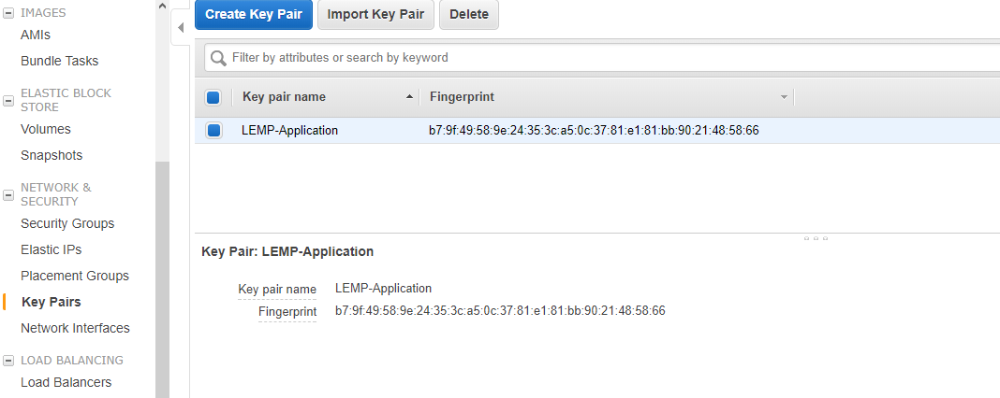 IMAGES
AMIs
Bundle Tasks
ELASTIC BLOCK
STORE
Volumes
Snapshots
NETWORK &
SECURITY
Security Groups
Elastic IPs
Placement Groups
Key Pairs
Network Interfaces
LOAD BALANCING
Load Balancers
Create Key Pair Import Key Pair Delete
Filter by attributes or search by keyword
Key pair name Fingerprint
LEMP-Application b7:9f:49:58:9e:24:35:3c:a5:0c:37:81:e1:81:bb:90:21:48:58:66
Key Pair: LEMP-Application
Key pair name LEMP-Application
Fingerprint b7:9f:49:58:9e:24:35:3c:a5:0c:37:81:e1:81:bb:90:21:48:58:66